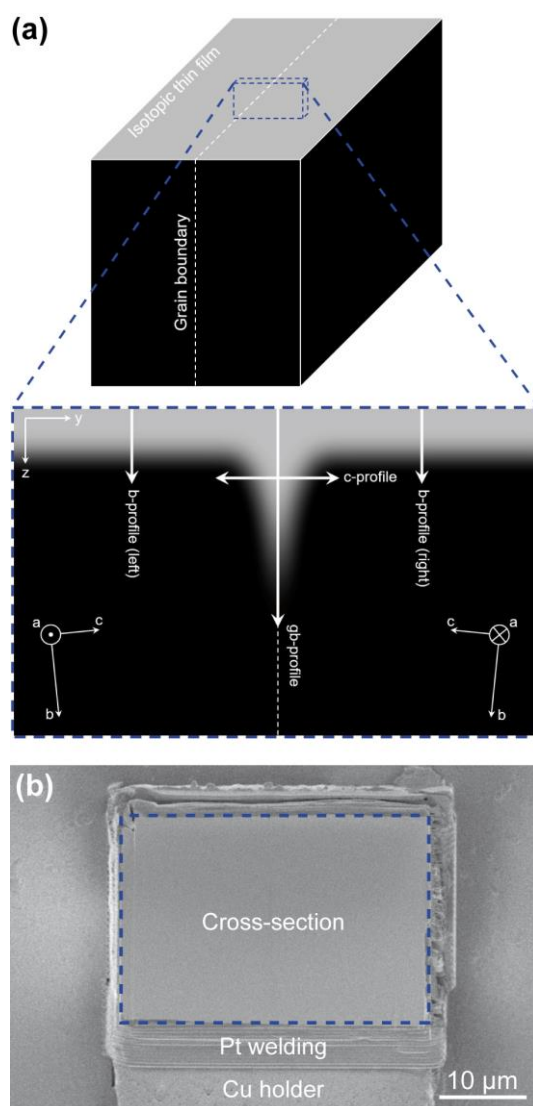 (a)
Isotopic thin film
Grain boundary
y
z
b-profile (left)
c-profile
b-profile (right)
gb-profile
a
c
b
c
a
b
(b)
Cross-section
Pt welding
Cu holder
10 µm